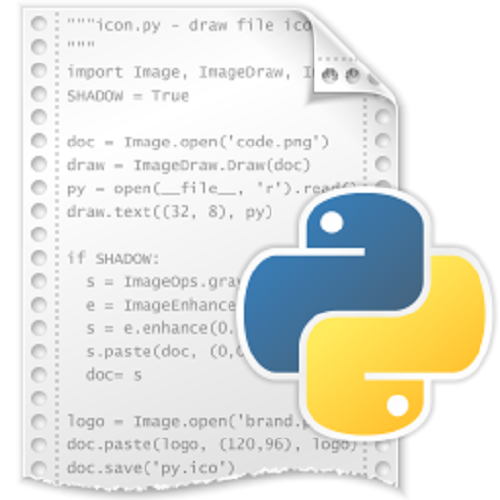 """icon.py - draw file ico
"""
import Image, ImageDraw, I
SHADOW = True
doc = Image.open('code.png')
draw = ImageDraw.Draw(doc)
py = open(__file__, 'r').read()
draw.text((32, 8), py)
if SHADOW:
s = ImageOps.gray
e = ImageEnhance
s = e.enhance(0.
s.paste(doc, (0,0
doc= s
logo = Image.open('brand.p
doc.paste(logo, (120,96), logo)
doc.save('py.ico')